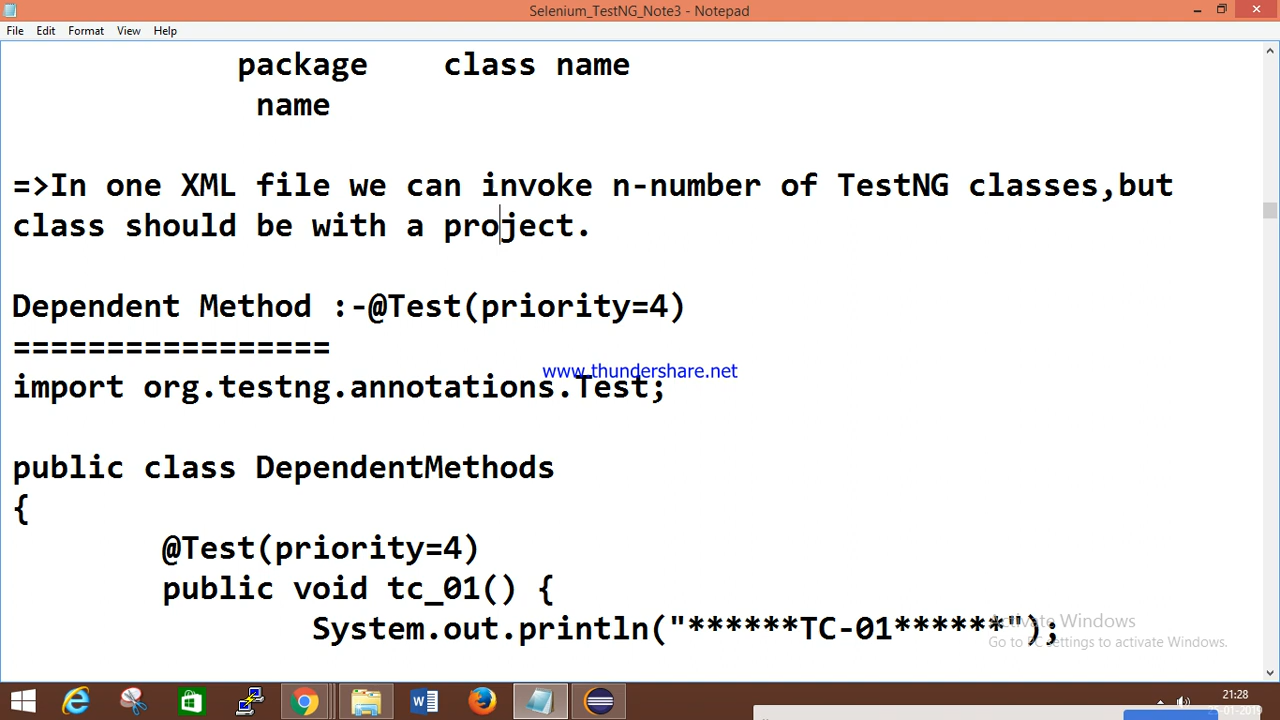 Selenium_TestNG_Note3 - Notepad
File Edit Format View Help
package class name
name
=>In one XML file we can invoke n-number of TestNG classes,but
class should be with a project.
Dependent Method :-@Test(priority=4)
=================
www.thundershare.net
import org.testng.annotations.Test;
public class DependentMethods
{
@Test(priority=4)
public void tc_01() {
System.out.println("******TC-01******");
Activate Windows
Go to PC settings to activate Windows.
21:28